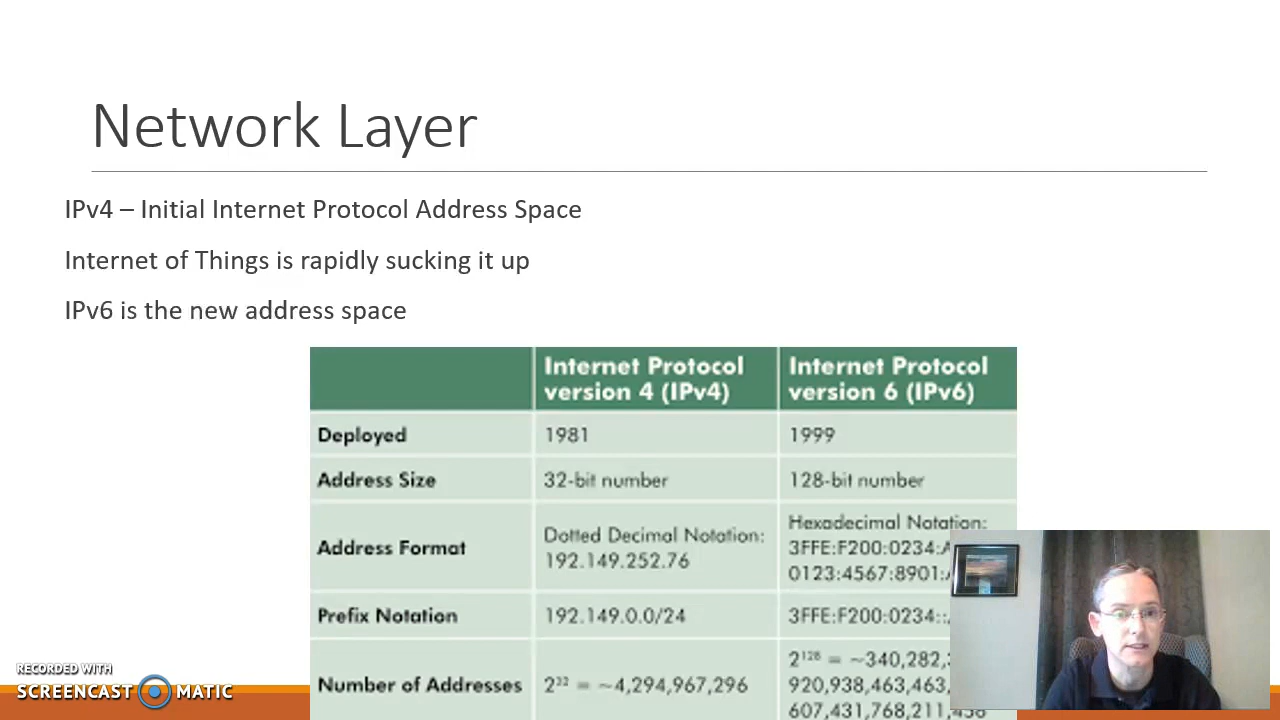 Network Layer
IPv4 – Initial Internet Protocol Address Space
Internet of Things is rapidly sucking it up
IPv6 is the new address space
Internet Protocol version 4 (IPv4)
Internet Protocol version 6 (IPv6)
Deployed 1981 1999
Address Size 32-bit number 128-bit number
Address Format
Dotted Decimal Notation:
192.149.252.76
Hexadecimal Notation:
3FFE:F200:0234:
0123:4567:8901:
Prefix Notation 192.149.0.0/24 3FFE:F200:0234::
Number of Addresses 2³² = ~4,294,967,296
2¹²⁸ = ~340,282,
920,938,463,463,
607,431,768,211,456
RECORDED WITH
SCREENCAST MATIC